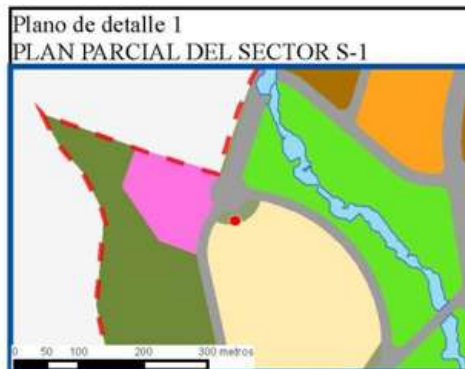 Plano de detalle 1
PLAN PARCIAL DEL SECTOR S-1
0 50 100 200 300 metros